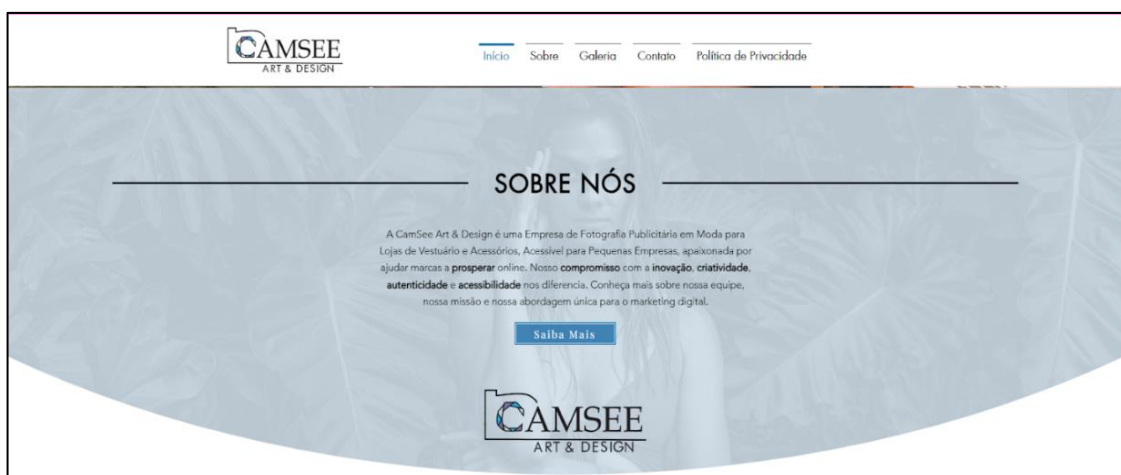 CAMSEE
ART & DESIGN
Início Sobre Galeria Contato Política de Privacidade
SOBRE NÓS
A CamSee Art & Design é uma Empresa de Fotografia Publicitária em Moda para
Lojas de Vestuário e Acessórios, Acessível para Pequenas Empresas, apaixonada por
ajudar marcas a prosperar online. Nosso compromisso com a inovação, criatividade,
autenticidade e acessibilidade nos diferencia. Conheça mais sobre nossa equipe,
nossa missão e nossa abordagem única para o marketing digital.
Saiba Mais
CAMSEE
ART & DESIGN